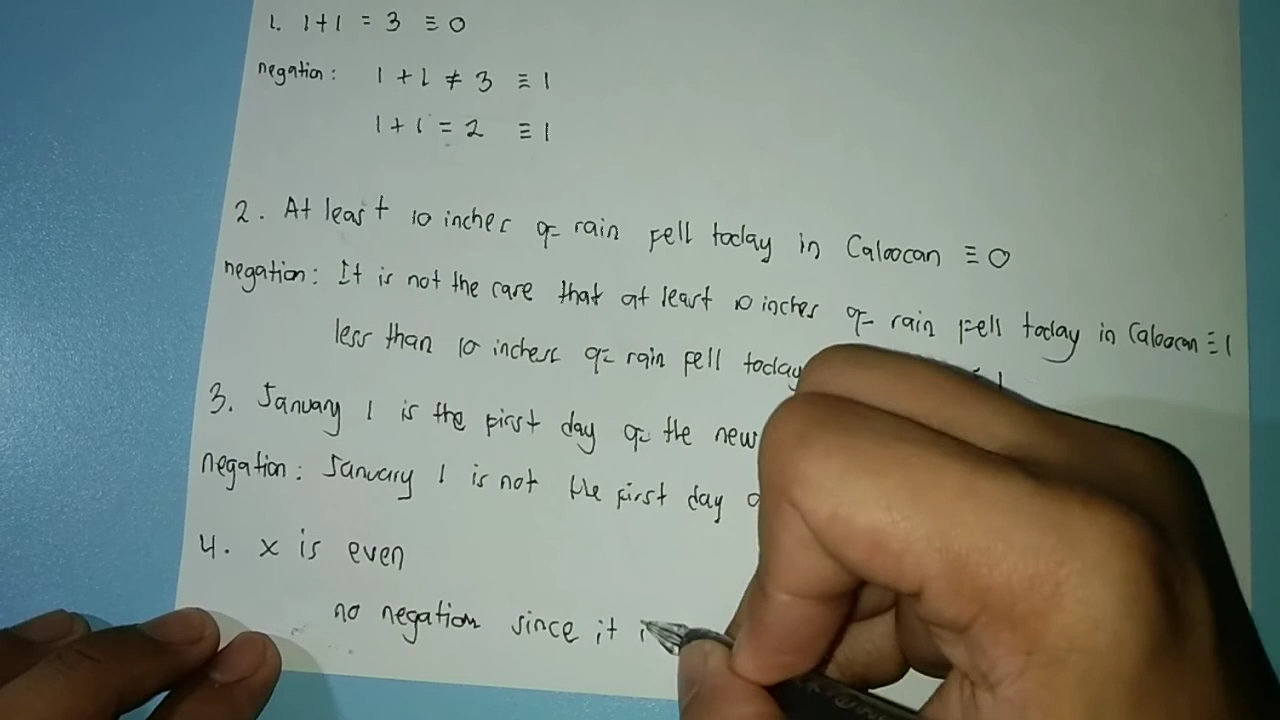 1. 1+1 = 3 ≡ 0
negation: 1 + 1 ≠ 3 ≡ 1
1 + 1 = 2 ≡ 1
2. At least 10 inches of rain fell today in Caloocan ≡ 0
negation: It is not the case that at least 10 inches of rain fell today in Caloocan ≡ 1
less than 10 inches of rain fell today ≡ 1
3. January 1 is the first day of the new
negation: January 1 is not the first day
4. x is even
no negation since it